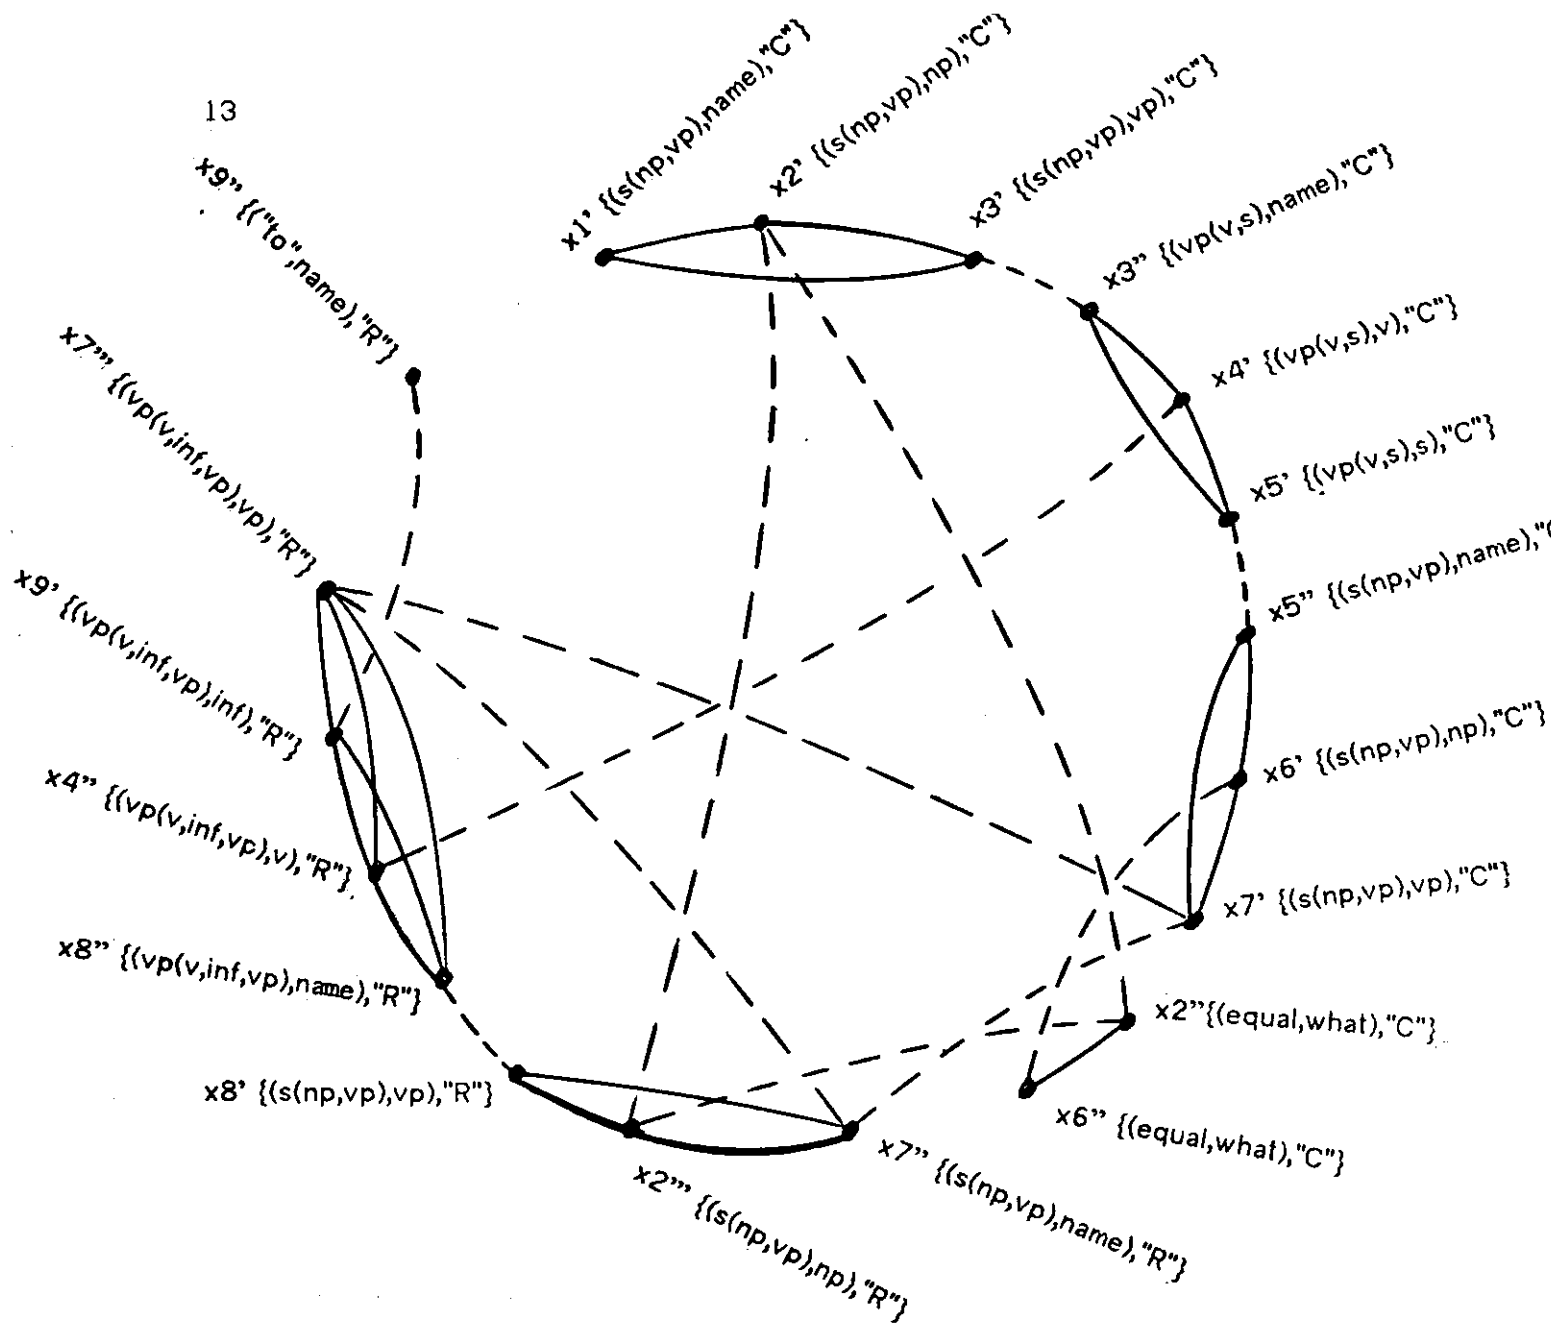 13
x1' {(s(np,vp),name),"C"}
x2' {(s(np,vp),np),"C"}
x3' {(s(np,vp),vp),"C"}
x3'' {(vp(v,s),name),"C"}
x4' {(vp(v,s),v),"C"}
x5' {(vp(v,s),s),"C"}
x5'' {(s(np,vp),name),"
x6' {(s(np,vp),np),"C"}
x7' {(s(np,vp),vp),"C"}
x2''{(equal,what),"C"}
x6'' {(equal,what),"C"}
x7'' {(s(np,vp),name),"R"}
x2''' {(s(np,vp),np),"R"}
x8' {(s(np,vp),vp),"R"}
x8'' {(vp(v,inf,vp),name),"R"}
x4'' {(vp(v,inf,vp),v),"R"}
x9' {(vp(v,inf,vp),inf),"R"}
x7''' {(vp(v,inf,vp),vp),"R"}
x9'' {("to",name),"R"}